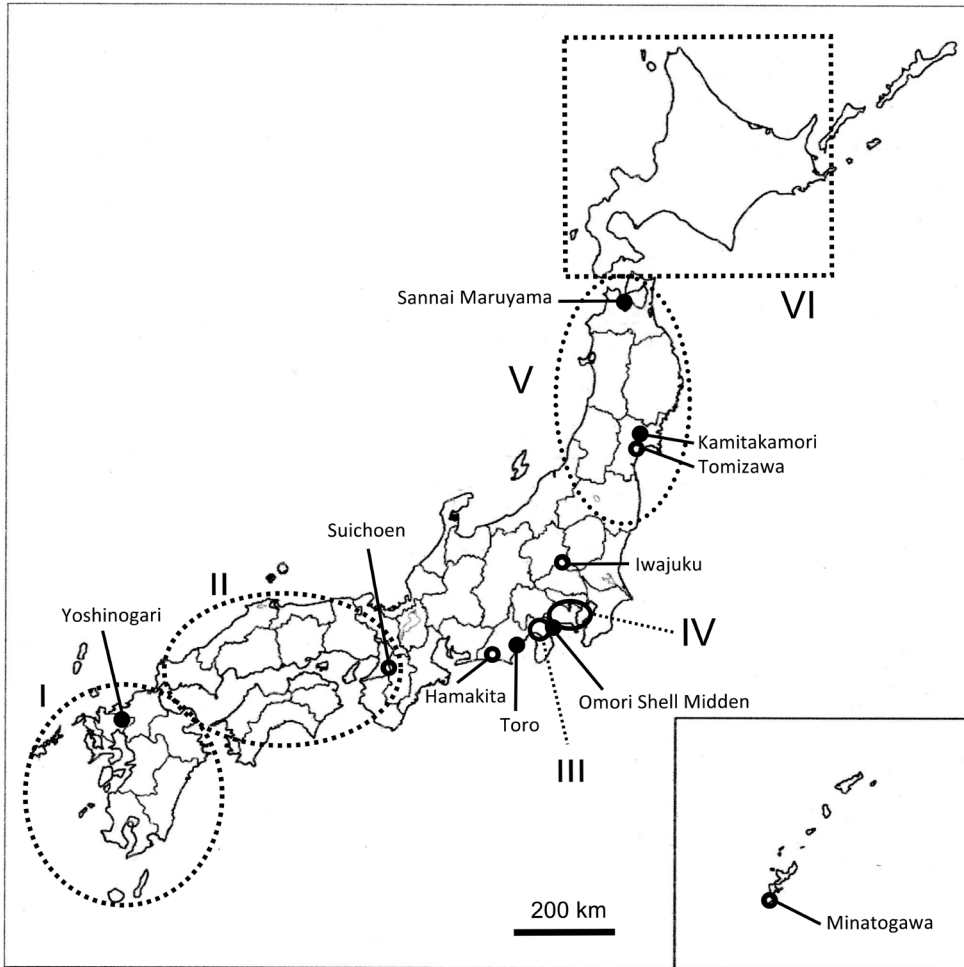 Sannai Maruyama
VI
V
Kamitakamori
Tomizawa
Suichoen
Iwajuku
II
Yoshinogari
IV
I
Hamakita
Omori Shell Midden
Toro
III
200 km
Minatogawa